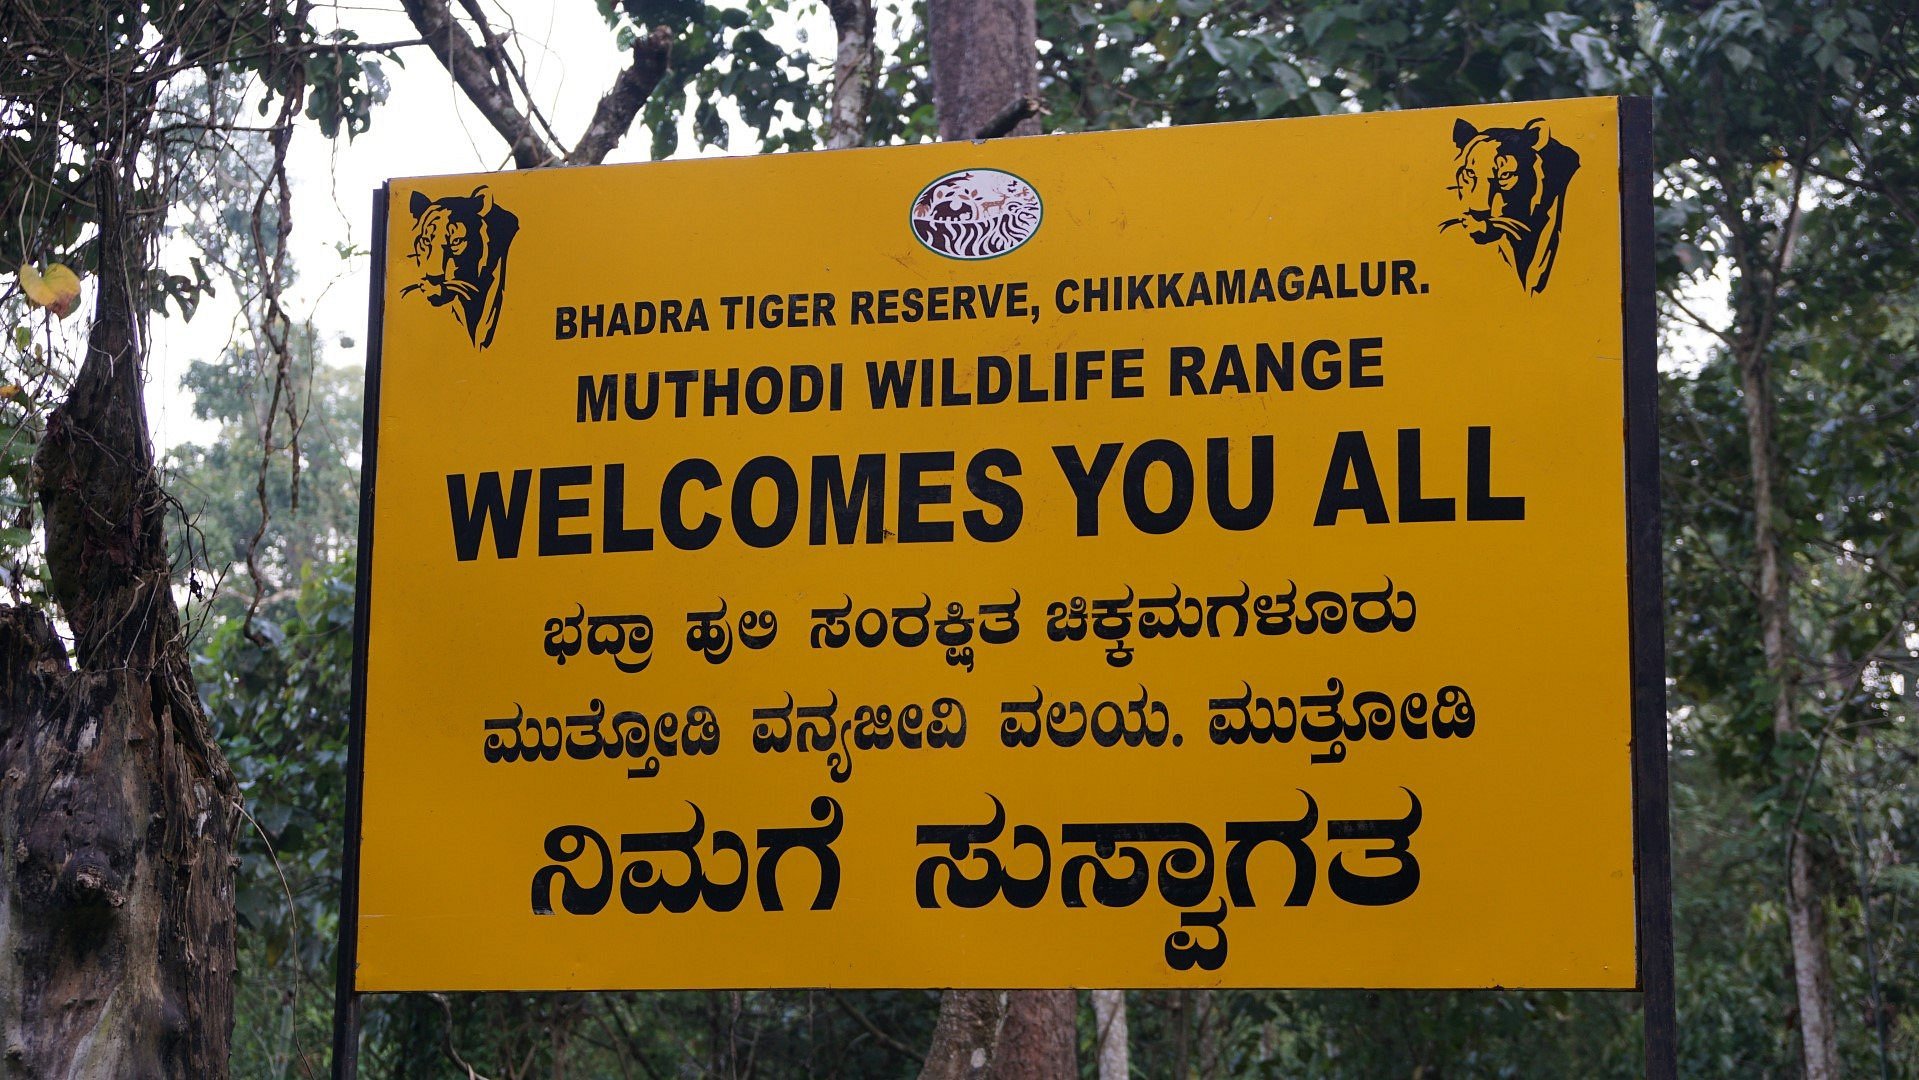 BHADRA TIGER RESERVE, CHIKKAMAGALUR.
MUTHODI WILDLIFE RANGE
WELCOMES YOU ALL
ಭದ್ರಾ ಹುಲಿ ಸಂರಕ್ಷಿತ ಚಿಕ್ಕಮಗಳೂರು
ಮುತ್ತೋಡಿ ವನ್ಯಜೀವಿ ವಲಯ. ಮುತ್ತೋಡಿ
ನಿಮಗೆ ಸುಸ್ವಾಗತ